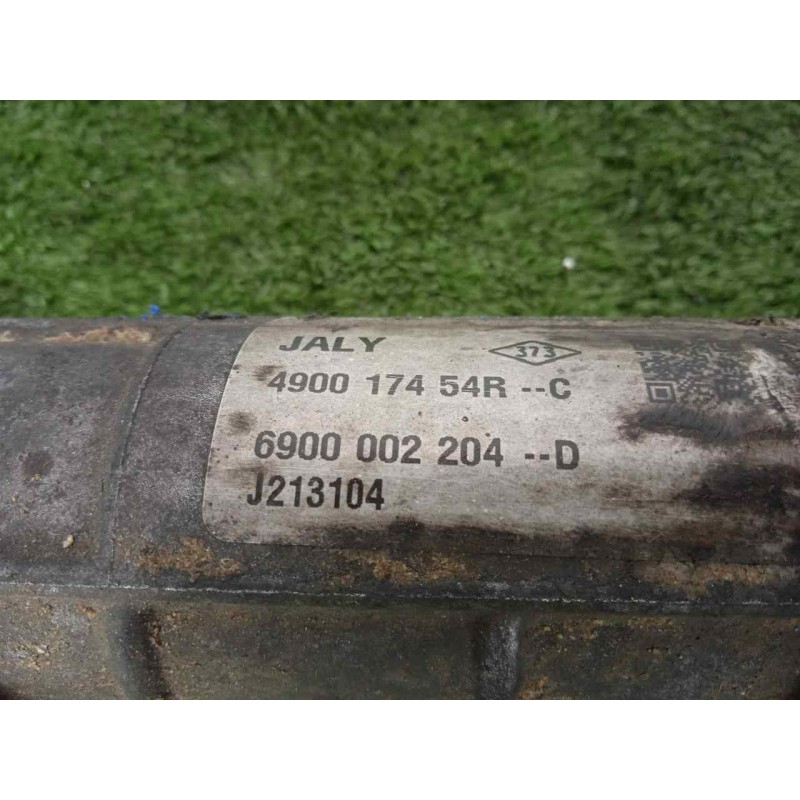 JALY 373
4900 174 54R --C
6900 002 204 --D
J213104